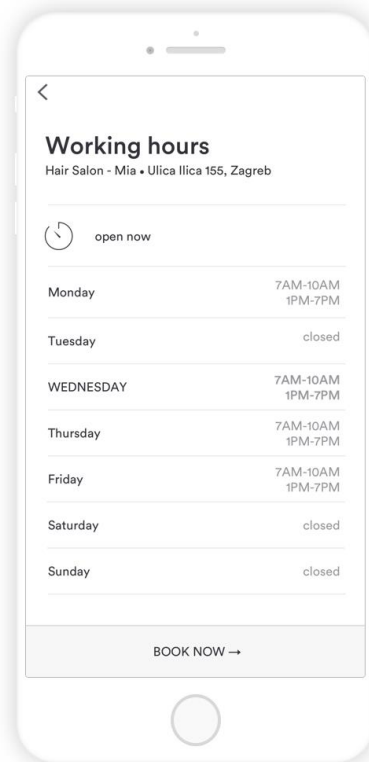 Working hours
Hair Salon - Mia • Ulica Ilica 155, Zagreb
open now
Monday
7AM-10AM
1PM-7PM
Tuesday
closed
WEDNESDAY
7AM-10AM
1PM-7PM
Thursday
7AM-10AM
1PM-7PM
Friday
7AM-10AM
1PM-7PM
Saturday
closed
Sunday
closed
BOOK NOW →